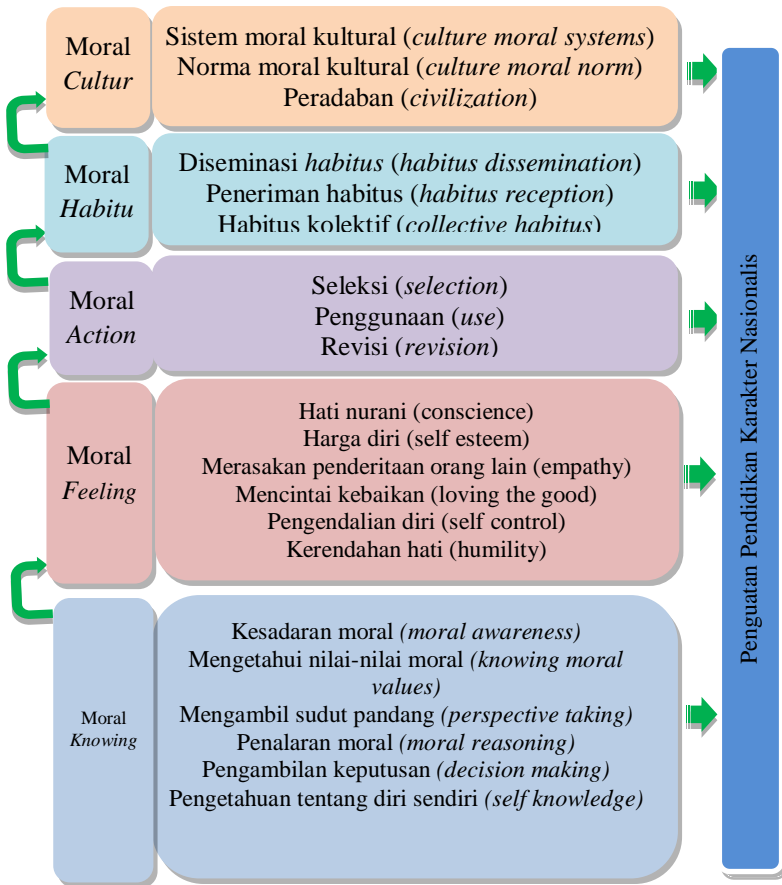 Moral
Cultur
Sistem moral kultural (culture moral systems)
Norma moral kultural (culture moral norm)
Peradaban (civilization)
Moral
Habitu
Diseminasi habitus (habitus dissemination)
Peneriman habitus (habitus reception)
Habitus kolektif (collective habitus)
Moral
Action
Seleksi (selection)
Penggunaan (use)
Revisi (revision)
Moral
Feeling
Hati nurani (conscience)
Harga diri (self esteem)
Merasakan penderitaan orang lain (empathy)
Mencintai kebaikan (loving the good)
Pengendalian diri (self control)
Kerendahan hati (humility)
Moral
Knowing
Kesadaran moral (moral awareness)
Mengetahui nilai-nilai moral (knowing moral
values)
Mengambil sudut pandang (perspective taking)
Penalaran moral (moral reasoning)
Pengambilan keputusan (decision making)
Pengetahuan tentang diri sendiri (self knowledge)
Penguatan Pendidikan Karakter Nasionalis